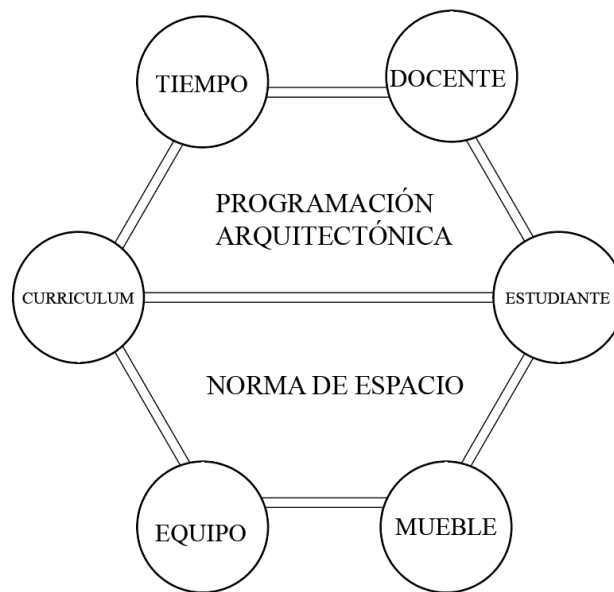 TIEMPO
DOCENTE
PROGRAMACIÓN
ARQUITECTÓNICA
CURRICULUM
ESTUDIANTE
NORMA DE ESPACIO
EQUIPO
MUEBLE